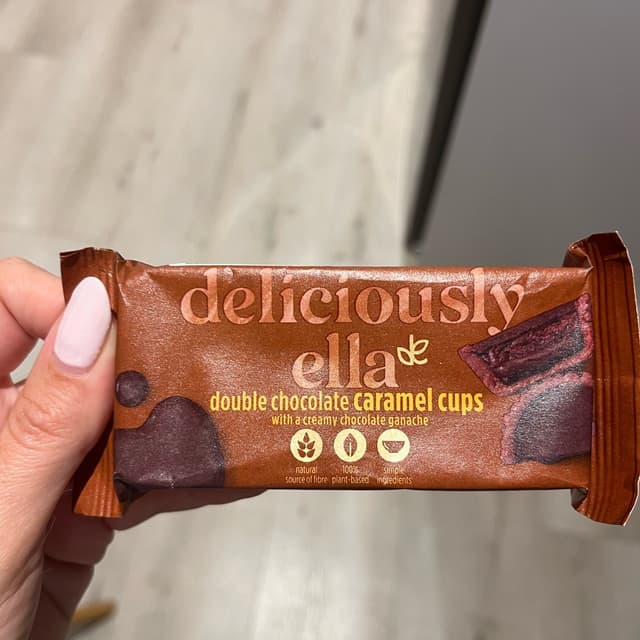 deliciously
ella
double chocolate caramel cups
with a creamy chocolate ganache
natural
source of fibre
100%
plant-based
simple
ingredients